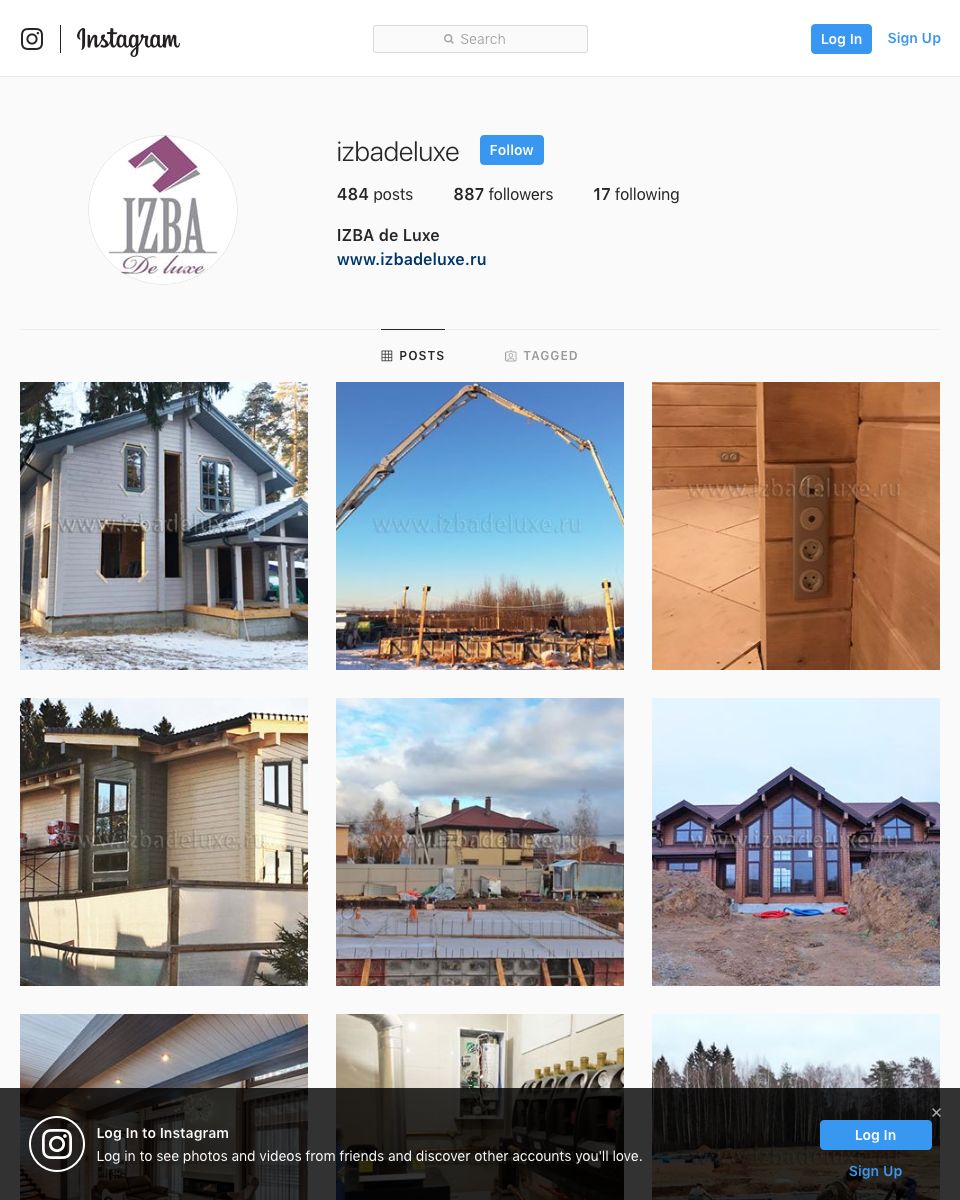 Instagram
Search
Log In
Sign Up
IZBA
De luxe
izbadeluxe
Follow
484 posts 887 followers 17 following
IZBA de Luxe
www.izbadeluxe.ru
POSTS
TAGGED
www.izbadeluxe.ru
www.izbadeluxe.ru
www.izbadeluxe.ru
www.izbadeluxe.ru
www.izbadeluxe.ru
www.izbadeluxe.ru
Log In to Instagram
Log in to see photos and videos from friends and discover other accounts you'll love.
Log In
Sign Up